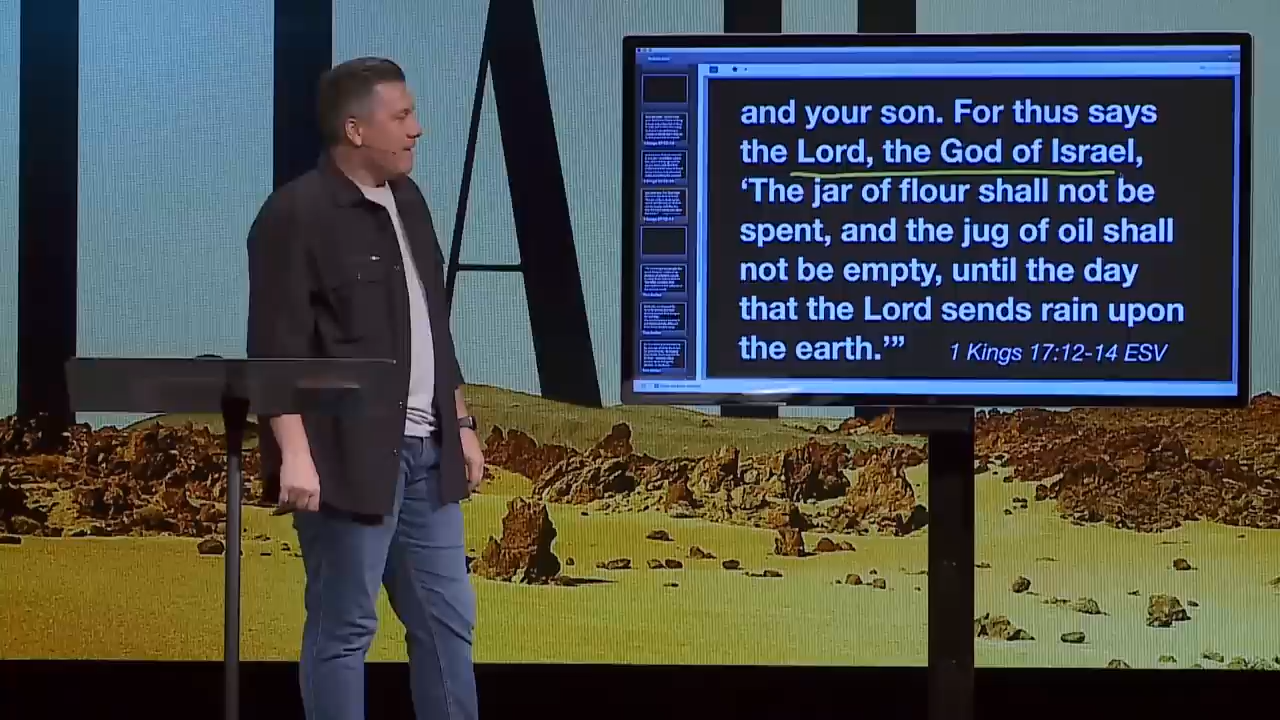 and your son. For thus says
the Lord, the God of Israel,
‘The jar of flour shall not be
spent, and the jug of oil shall
not be empty, until the day
that the Lord sends rain upon
the earth.’”
1 Kings 17:12-14 ESV